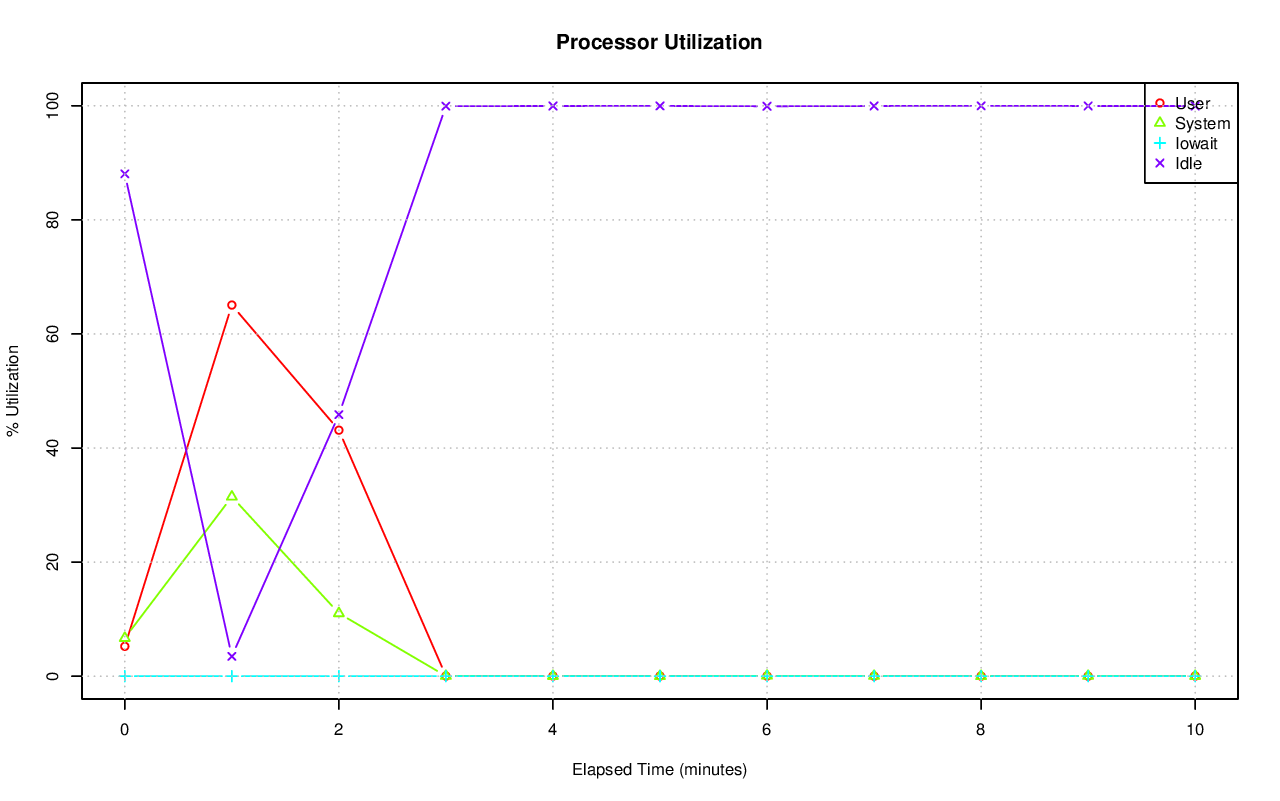 Processor Utilization
% Utilization
100
80
60
40
20
0
User
System
Iowait
Idle
0 2 4 6 8 10
Elapsed Time (minutes)